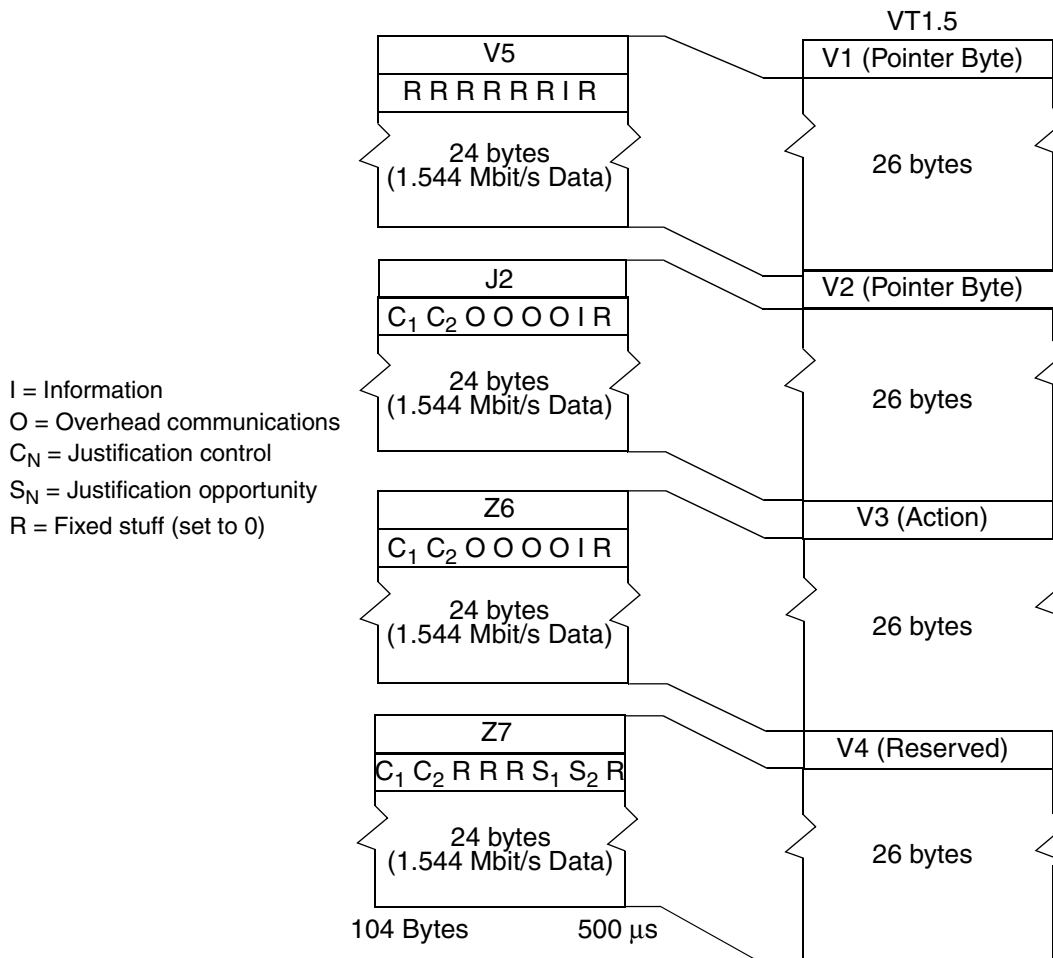 VT1.5
V5
R R R R R R I R
24 bytes
(1.544 Mbit/s Data)
V1 (Pointer Byte)
26 bytes
J2
C1 C2 O O O O I R
24 bytes
(1.544 Mbit/s Data)
V2 (Pointer Byte)
26 bytes
I = Information
O = Overhead communications
CN = Justification control
SN = Justification opportunity
R = Fixed stuff (set to 0)
Z6
C1 C2 O O O O I R
24 bytes
(1.544 Mbit/s Data)
V3 (Action)
26 bytes
Z7
C1 C2 R R R S1 S2 R
24 bytes
(1.544 Mbit/s Data)
V4 (Reserved)
26 bytes
104 Bytes
500 μs